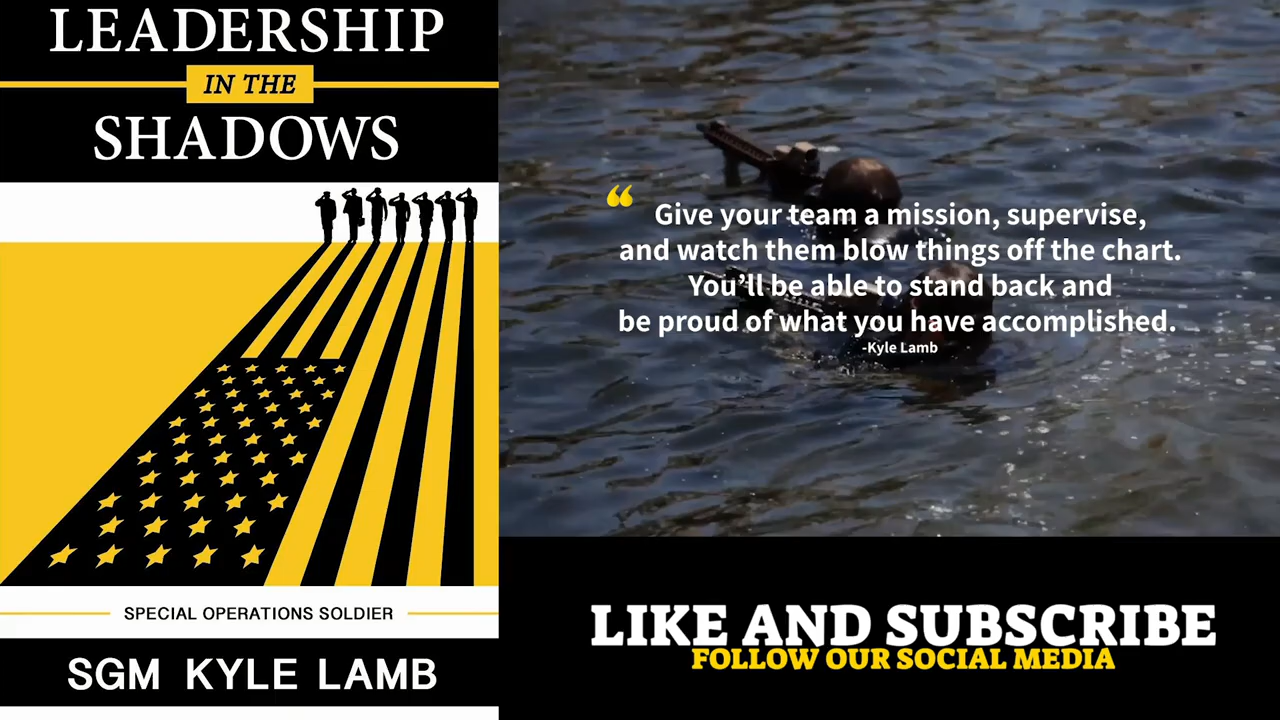 LEADERSHIP
IN THE
SHADOWS
SPECIAL OPERATIONS SOLDIER
SGM KYLE LAMB
“
Give your team a mission, supervise,
and watch them blow things off the chart.
You’ll be able to stand back and
be proud of what you have accomplished.
-Kyle Lamb
LIKE AND SUBSCRIBE
FOLLOW OUR SOCIAL MEDIA